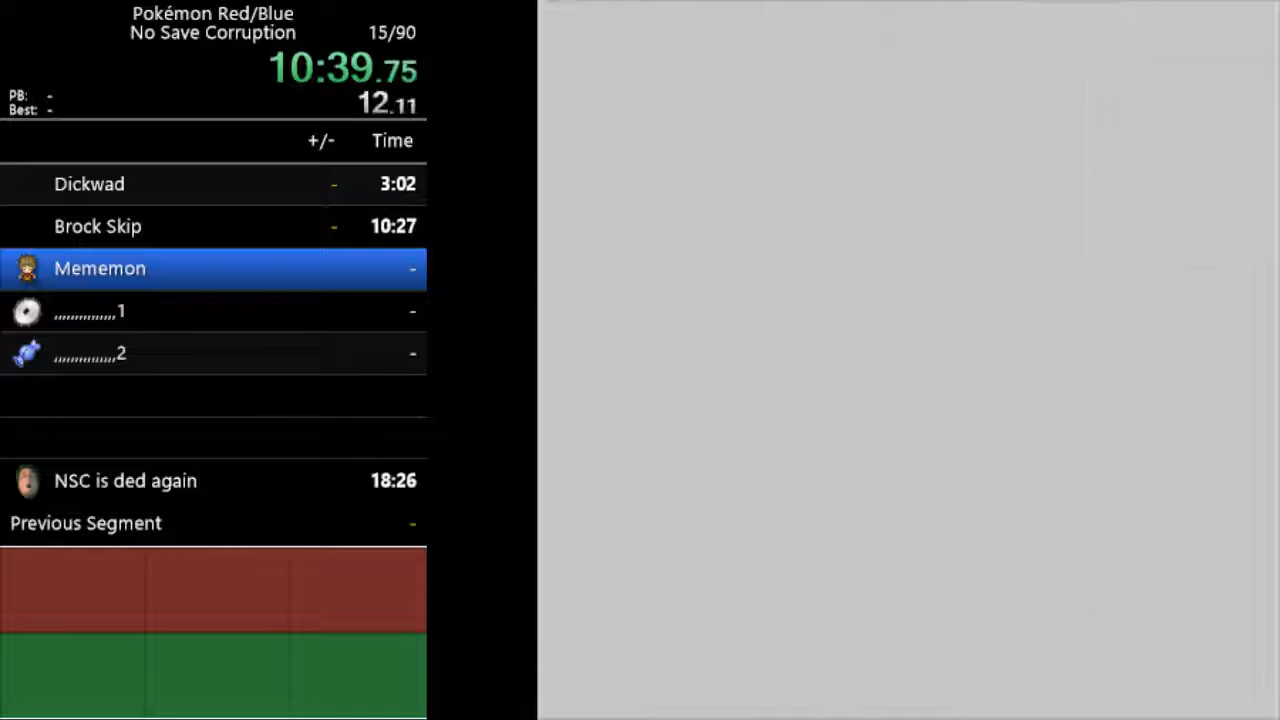 Pokémon Red/Blue
No Save Corruption 15/90
10:39.75
PB: -
Best: -
12.11
+/- Time
Dickwad - 3:02
Brock Skip - 10:27
Mememon -
,,,,,,,,,,,,,,,1 -
,,,,,,,,,,,,,,,2 -
NSC is ded again 18:26
Previous Segment -